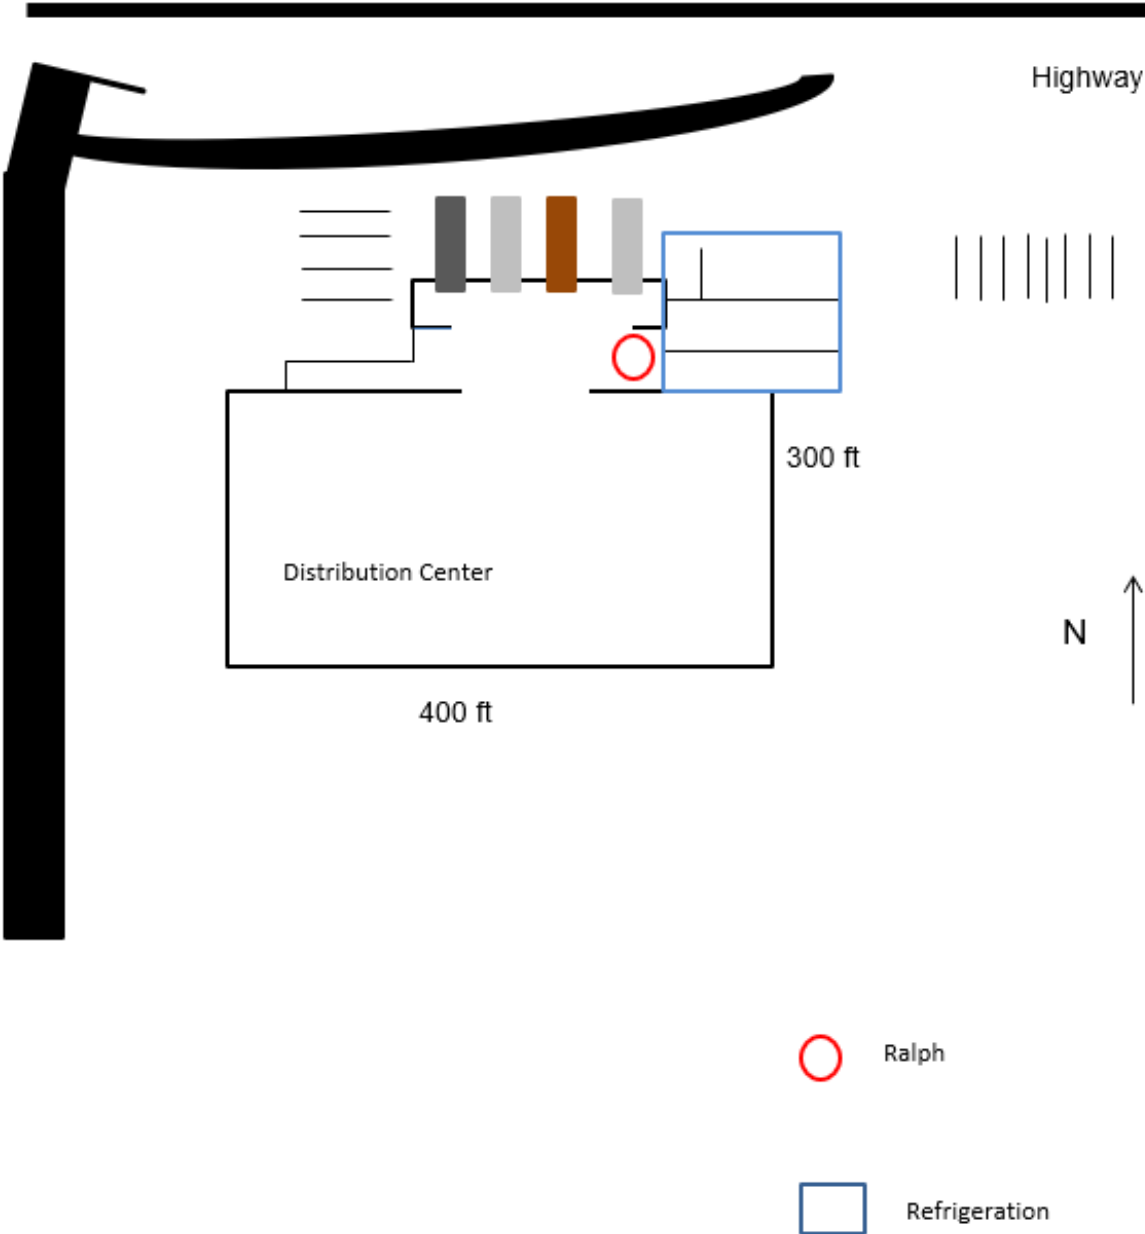 Highway
300 ft
Distribution Center
N
400 ft
Ralph
Refrigeration